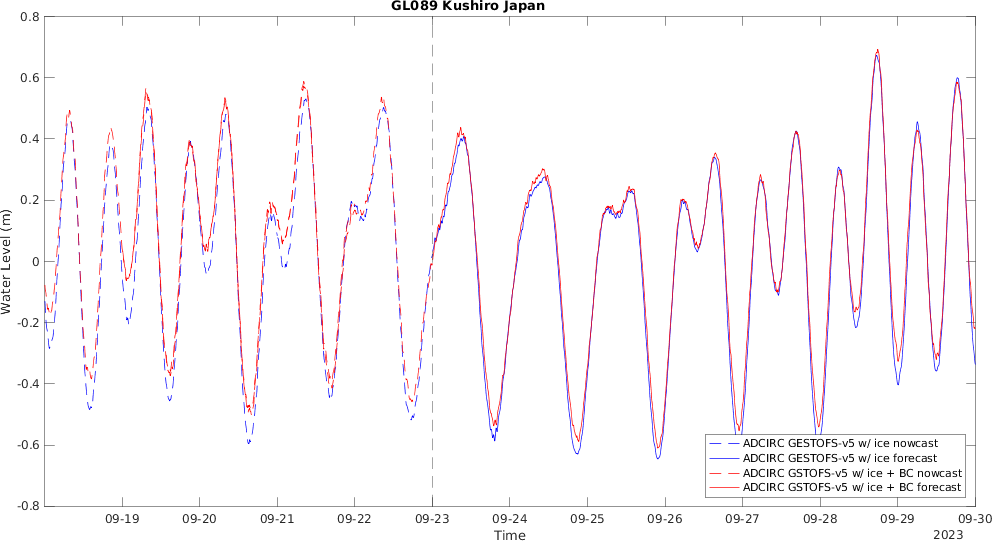 GL089 Kushiro Japan
0.8
0.6
0.4
0.2
0
-0.2
-0.4
-0.6
-0.8
Water Level (m)
09-19 09-20 09-21 09-22 09-23 09-24 09-25 09-26 09-27 09-28 09-29 09-30
Time
2023
ADCIRC GESTOFS-v5 w/ ice nowcast
ADCIRC GESTOFS-v5 w/ ice forecast
ADCIRC GSTOFS-v5 w/ ice + BC nowcast
ADCIRC GSTOFS-v5 w/ ice + BC forecast